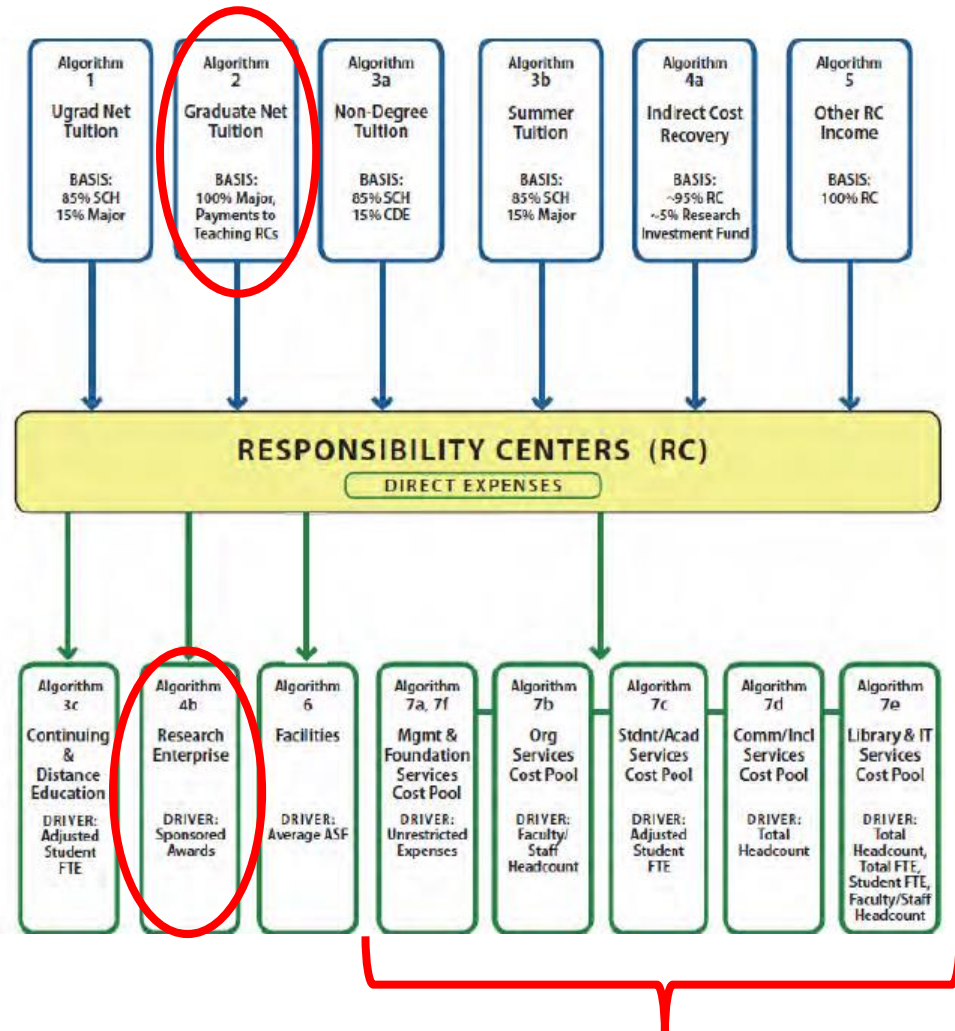 Algorithm
1
Ugrad Net
Tuition
BASIS:
85% SCH
15% Major
Algorithm
2
Graduate Net
Tuition
BASIS:
100% Major,
Payments to
Teaching RCs
Algorithm
3a
Non-Degree
Tuition
BASIS:
85% SCH
15% CDE
Algorithm
3b
Summer
Tuition
BASIS:
85% SCH
15% Major
Algorithm
4a
Indirect Cost
Recovery
BASIS:
~95% RC
~5% Research
Investment Fund
Algorithm
5
Other RC
Income
BASIS:
100% RC
RESPONSIBILITY CENTERS (RC)
DIRECT EXPENSES
Algorithm
3c
Continuing
&
Distance
Education
DRIVER:
Adjusted
Student
FTE
Algorithm
4b
Research
Enterprise
DRIVER:
Sponsored
Awards
Algorithm
6
Facilities
DRIVER:
Average ASF
Algorithm
7a, 7f
Mgmt &
Foundation
Services
Cost Pool
DRIVER:
Unrestricted
Expenses
Algorithm
7b
Org
Services
Cost Pool
DRIVER:
Faculty/
Staff
Headcount
Algorithm
7c
Stdnt/Acad
Services
Cost Pool
DRIVER:
Adjusted
Student
FTE
Algorithm
7d
Comm/Incl
Services
Cost Pool
DRIVER:
Total
Headcount
Algorithm
7e
Library & IT
Services
Cost Pool
DRIVER:
Total
Headcount,
Total FTE,
Student FTE,
Faculty/Staff
Headcount